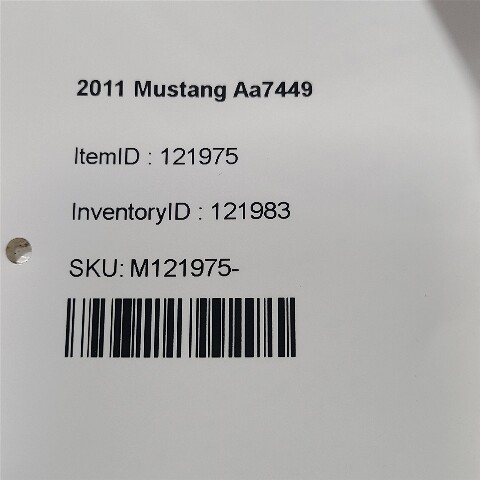 2011 Mustang Aa7449
ItemID : 121975
InventoryID : 121983
SKU: M121975-